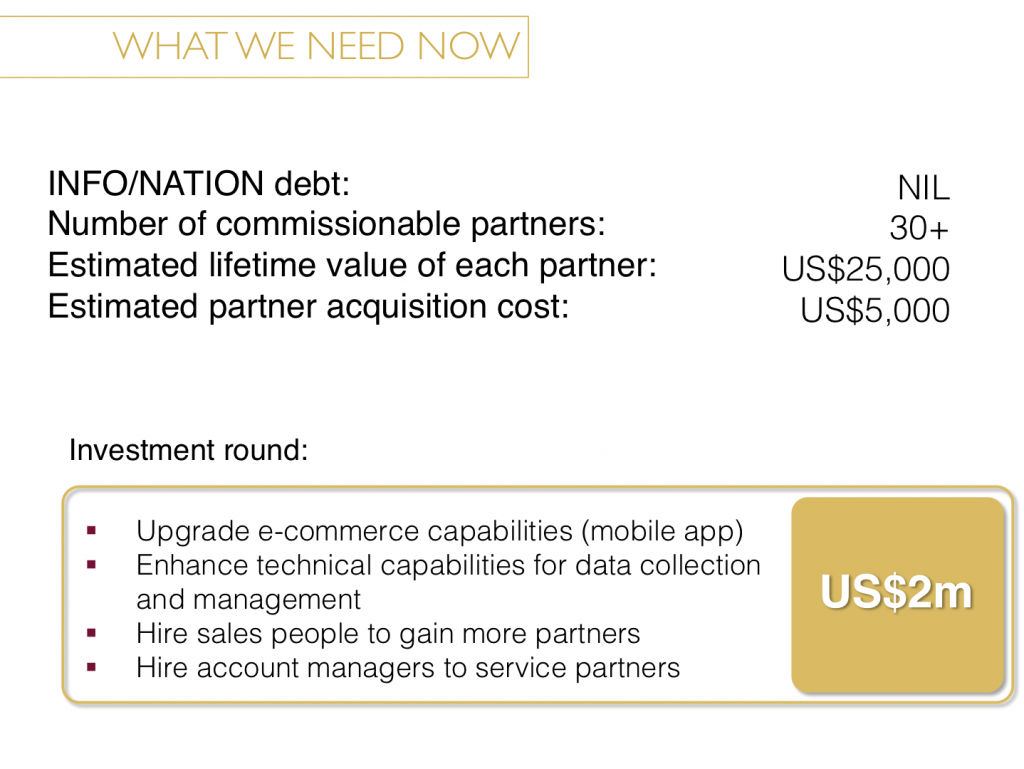 WHAT WE NEED NOW
INFO/NATION debt: NIL
Number of commissionable partners: 30+
Estimated lifetime value of each partner: US$25,000
Estimated partner acquisition cost: US$5,000
Investment round:
▪ Upgrade e-commerce capabilities (mobile app)
▪ Enhance technical capabilities for data collection
and management
▪ Hire sales people to gain more partners
▪ Hire account managers to service partners
US$2m